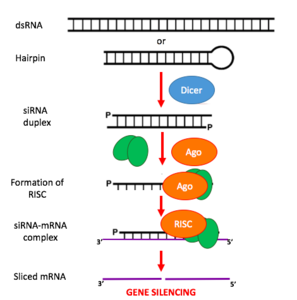 dsRNA
or
Hairpin
Dicer
siRNA
duplex
P
P
Ago
Formation of
RISC
P
Ago
siRNA-mRNA
complex
P
RISC
3'
5'
Sliced mRNA
3'
5'
GENE SILENCING